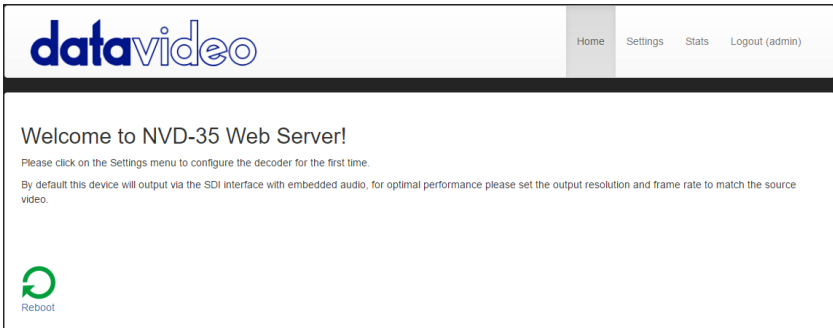 datavideo
Home Settings Stats Logout (admin)
Welcome to NVD-35 Web Server!
Please click on the Settings menu to configure the decoder for the first time.
By default this device will output via the SDI interface with embedded audio, for optimal performance please set the output resolution and frame rate to match the source
video.
Reboot